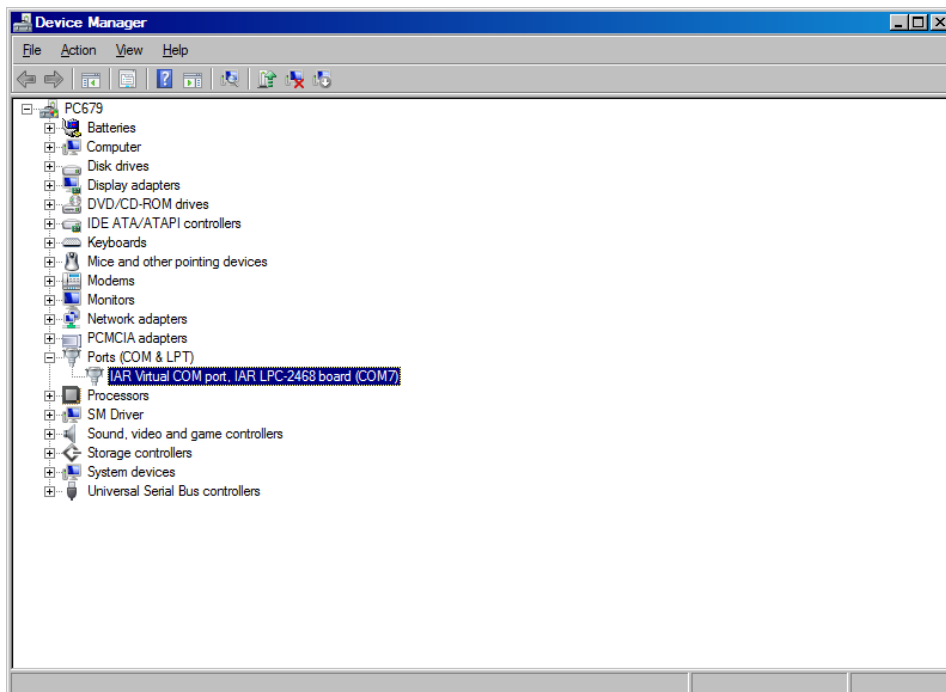 Device Manager
File Action View Help
PC679
Batteries
Computer
Disk drives
Display adapters
DVD/CD-ROM drives
IDE ATA/ATAPI controllers
Keyboards
Mice and other pointing devices
Modems
Monitors
Network adapters
PCMCIA adapters
Ports (COM & LPT)
IAR Virtual COM port, IAR LPC-2468 board (COM7)
Processors
SM Driver
Sound, video and game controllers
Storage controllers
System devices
Universal Serial Bus controllers